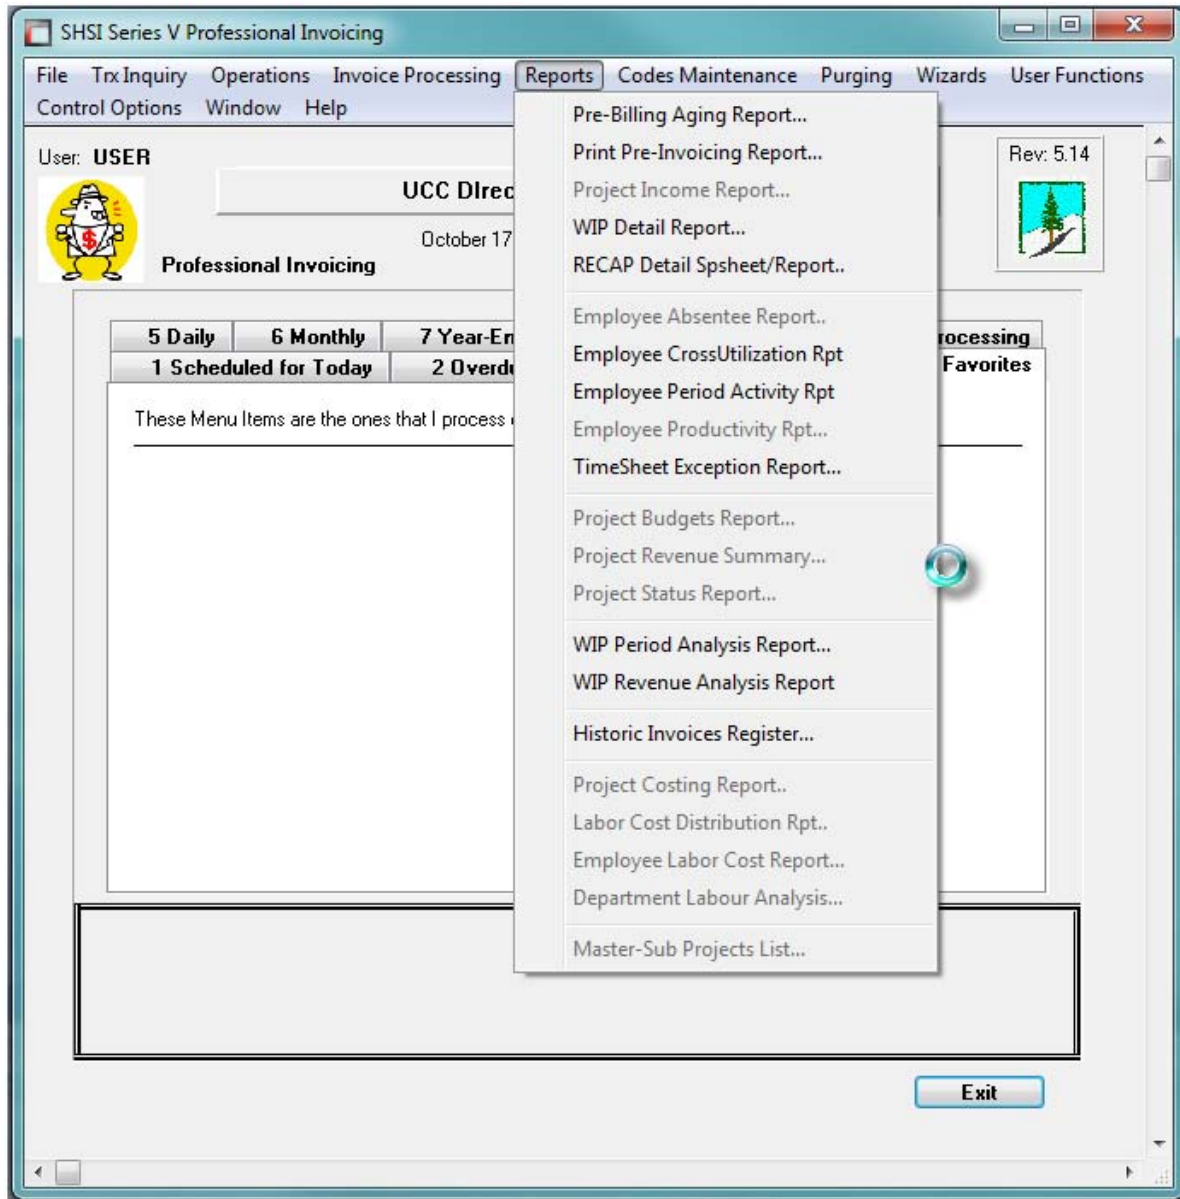 SHSI Series V Professional Invoicing
File Trx Inquiry Operations Invoice Processing Reports Codes Maintenance Purging Wizards User Functions
Control Options Window Help
User: USER
UCC DIrec
October 17
Professional Invoicing
Rev: 5.14
$
5 Daily 6 Monthly 7 Year-En rocessing
1 Scheduled for Today 2 Overdu Favorites
These Menu Items are the ones that I process
Pre-Billing Aging Report...
Print Pre-Invoicing Report...
Project Income Report...
WIP Detail Report...
RECAP Detail Spsheet/Report..
Employee Absentee Report..
Employee CrossUtilization Rpt
Employee Period Activity Rpt
Employee Productivity Rpt...
TimeSheet Exception Report...
Project Budgets Report...
Project Revenue Summary...
Project Status Report...
WIP Period Analysis Report...
WIP Revenue Analysis Report
Historic Invoices Register...
Project Costing Report..
Labor Cost Distribution Rpt..
Employee Labor Cost Report...
Department Labour Analysis...
Master-Sub Projects List...
Exit